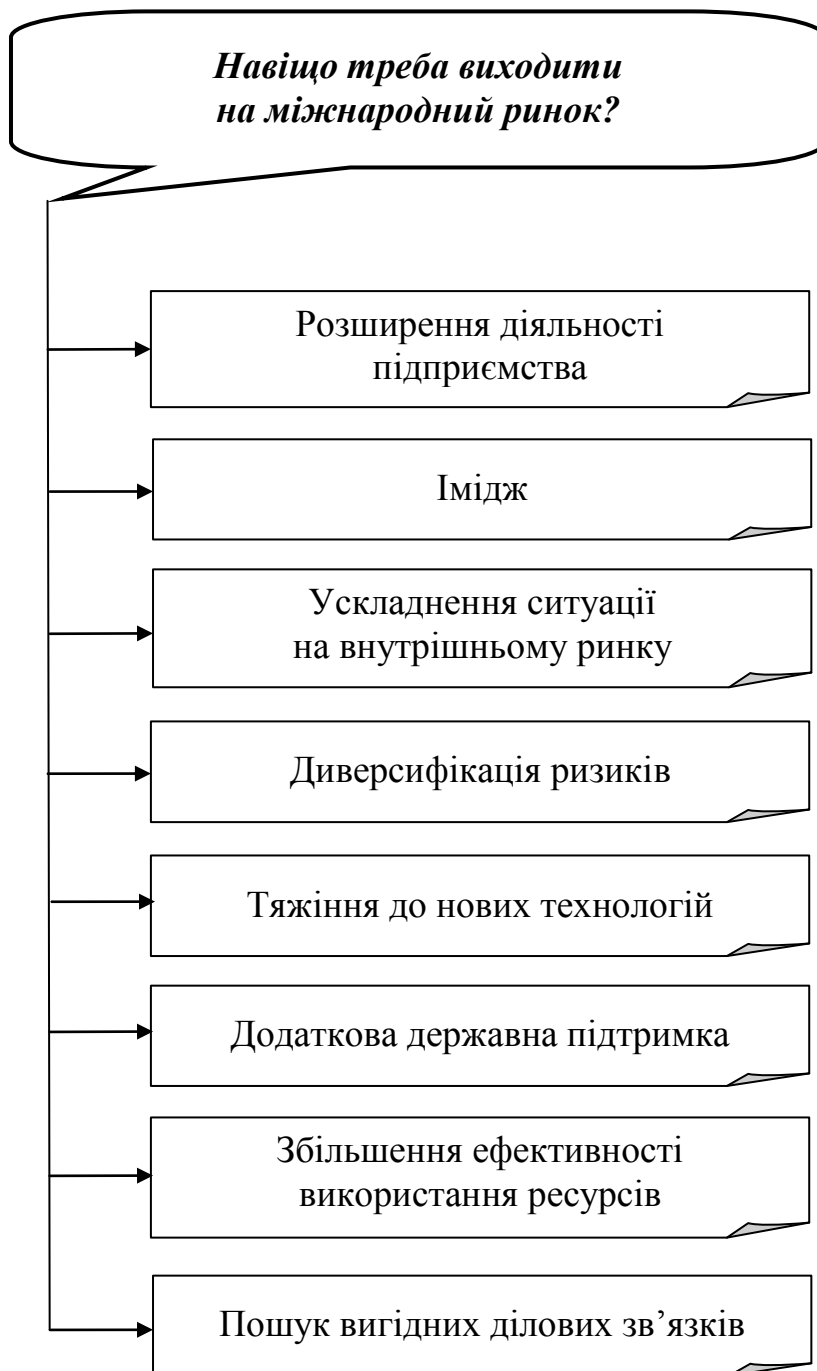 Навіщо треба виходити
на міжнародний ринок?
Розширення діяльності
підприємства
Імідж
Ускладнення ситуації
на внутрішньому ринку
Диверсифікація ризиків
Тяжіння до нових технологій
Додаткова державна підтримка
Збільшення ефективності
використання ресурсів
Пошук вигідних ділових зв’язків